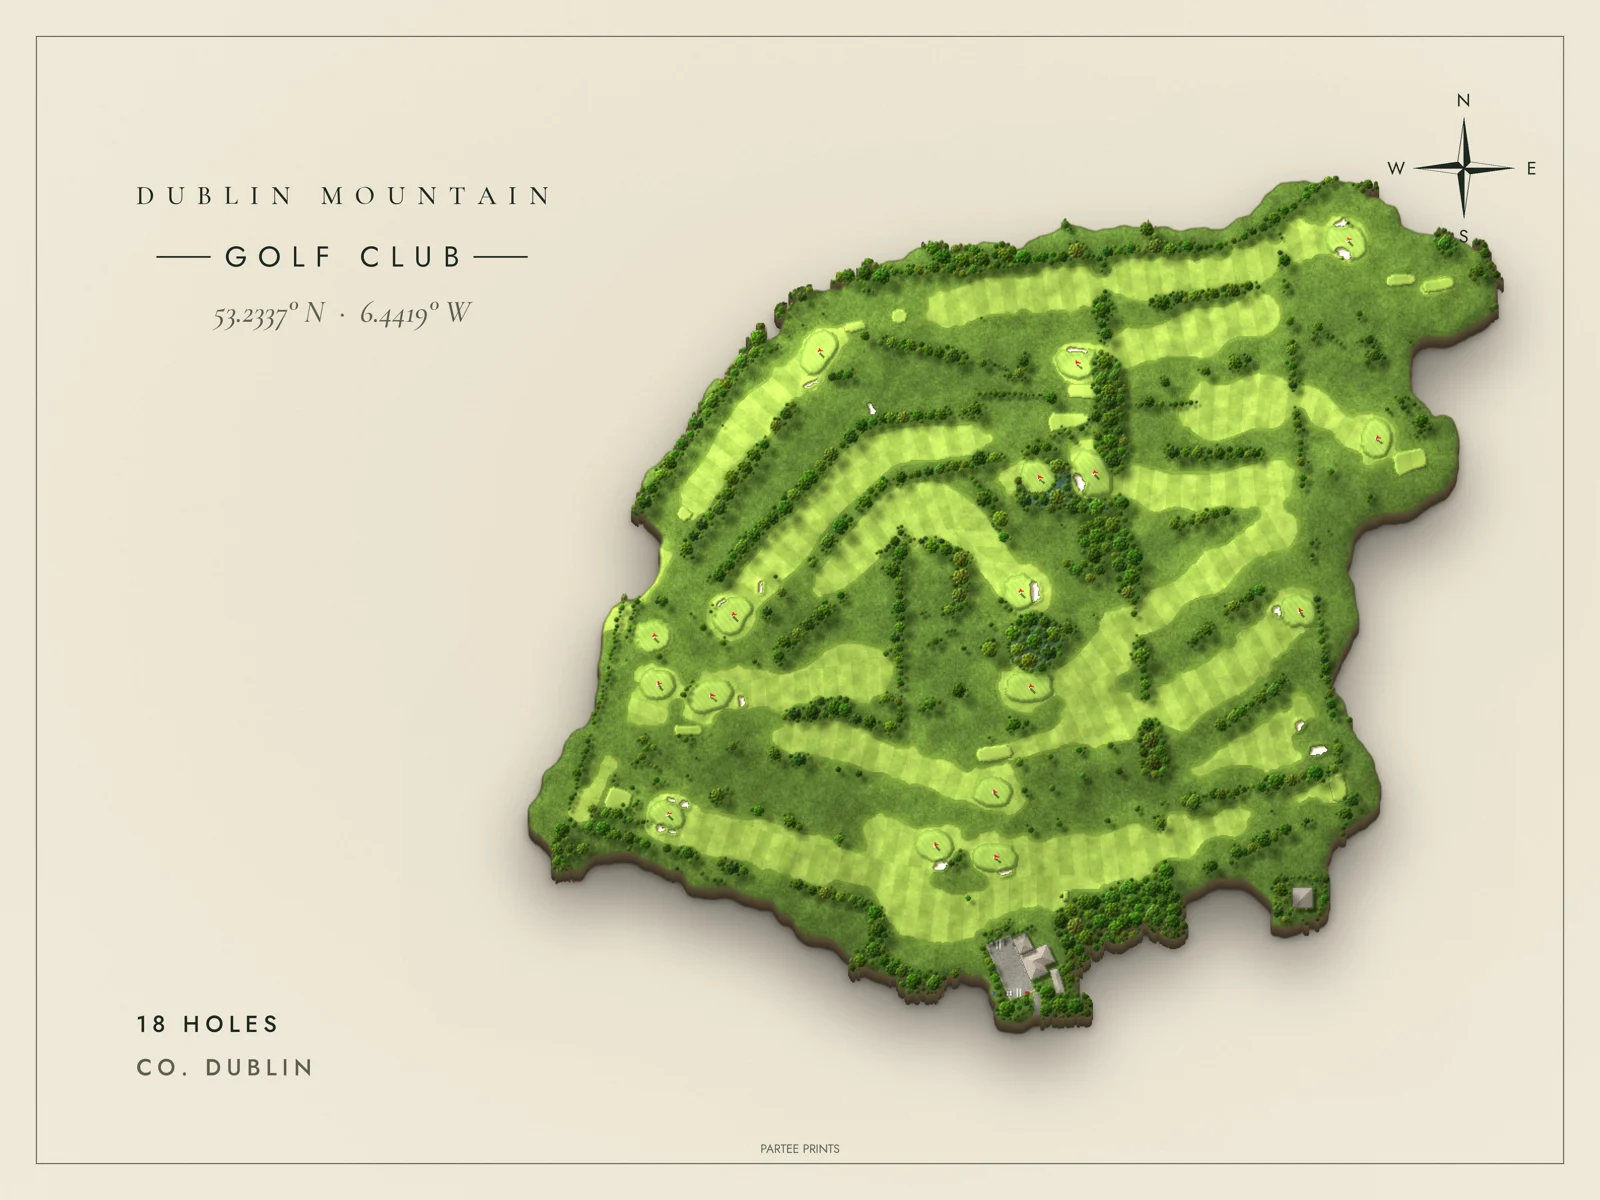 DUBLIN MOUNTAIN
GOLF CLUB
53.2337° N · 6.4419° W
N
W E
S
18 HOLES
CO. DUBLIN
PARTEE PRINTS